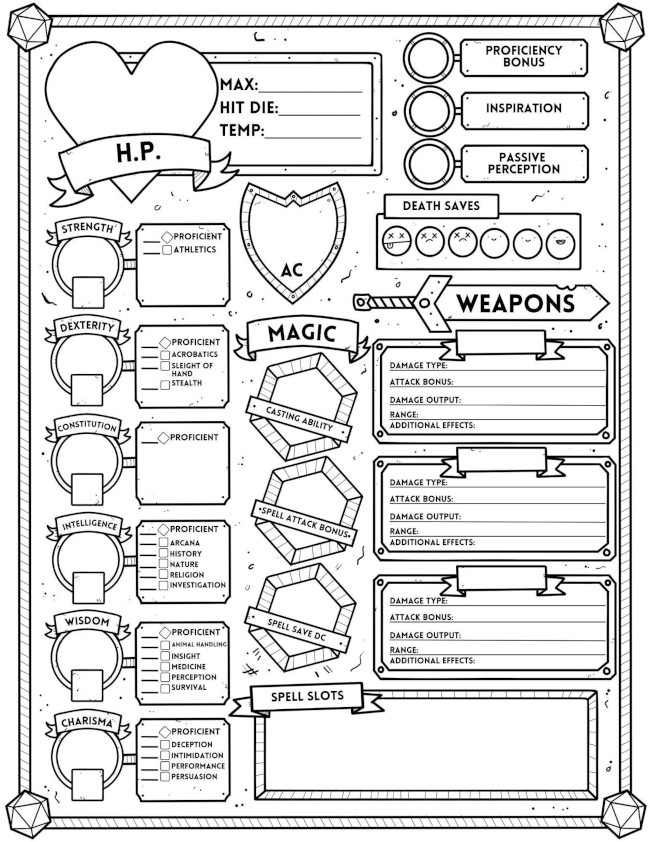 H.P.
MAX:
HIT DIE:
TEMP:
PROFICIENCY
BONUS
INSPIRATION
PASSIVE
PERCEPTION
DEATH SAVES
AC
STRENGTH
PROFICIENT
ATHLETICS
DEXTERITY
PROFICIENT
ACROBATICS
SLEIGHT OF
HAND
STEALTH
CONSTITUTION
PROFICIENT
INTELLIGENCE
PROFICIENT
ARCANA
HISTORY
NATURE
RELIGION
INVESTIGATION
WISDOM
PROFICIENT
ANIMAL HANDLING
INSIGHT
MEDICINE
PERCEPTION
SURVIVAL
CHARISMA
PROFICIENT
DECEPTION
INTIMIDATION
PERFORMANCE
PERSUASION
MAGIC
CASTING ABILITY
•SPELL ATTACK BONUS•
SPELL SAVE DC
WEAPONS
DAMAGE TYPE:
ATTACK BONUS:
DAMAGE OUTPUT:
RANGE:
ADDITIONAL EFFECTS:
DAMAGE TYPE:
ATTACK BONUS:
DAMAGE OUTPUT:
RANGE:
ADDITIONAL EFFECTS:
DAMAGE TYPE:
ATTACK BONUS:
DAMAGE OUTPUT:
RANGE:
ADDITIONAL EFFECTS:
SPELL SLOTS